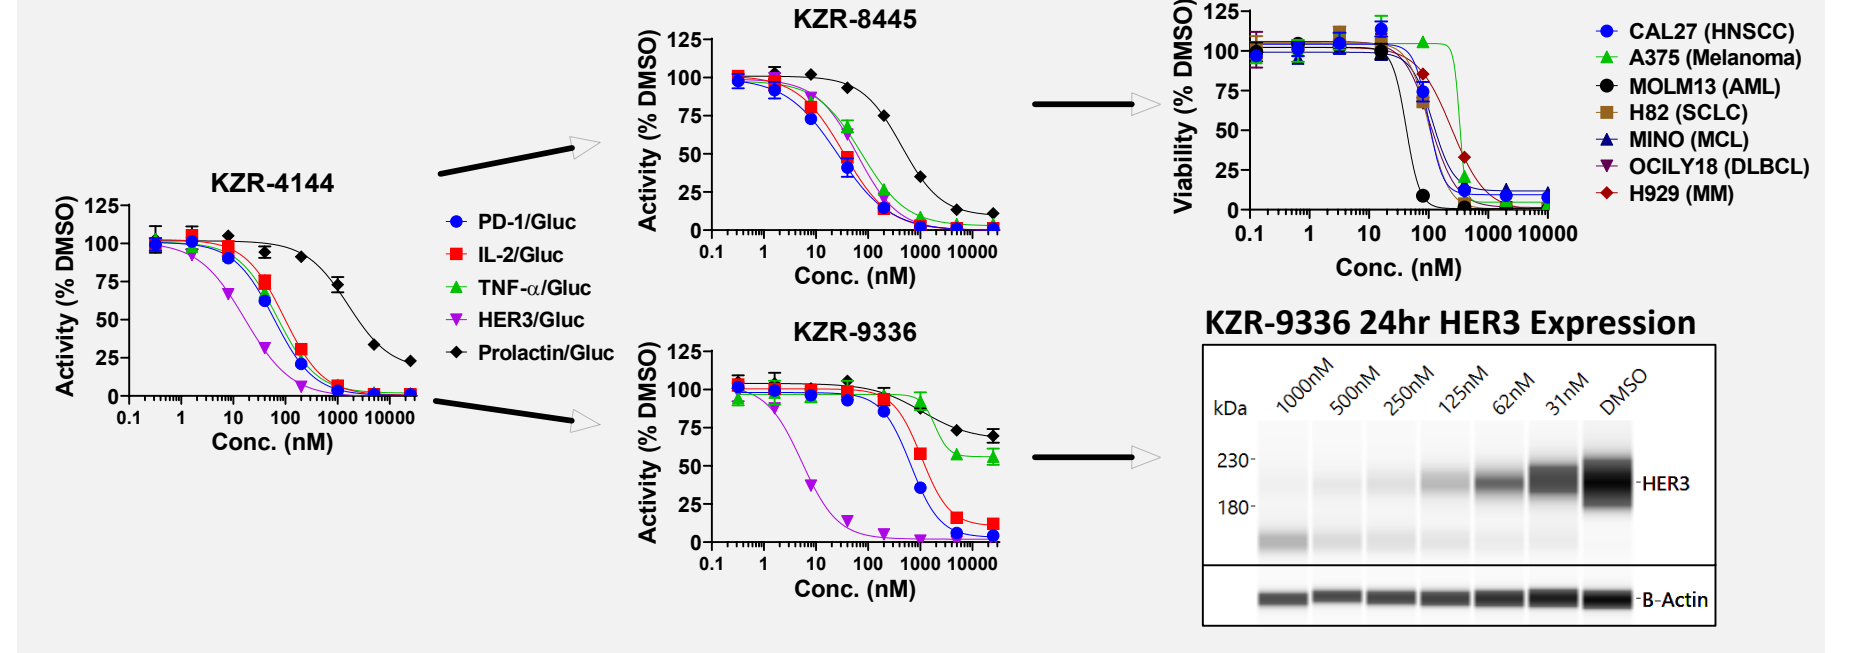 KZR-4144
Activity (% DMSO)
125
100
75
50
25
0
0.1 1 10 100 1000 10000
Conc. (nM)
PD-1/Gluc
IL-2/Gluc
TNF-α/Gluc
HER3/Gluc
Prolactin/Gluc
KZR-8445
Activity (% DMSO)
125
100
75
50
25
0
0.1 1 10 100 1000 10000
Conc. (nM)
KZR-9336
Activity (% DMSO)
125
100
75
50
25
0
0.1 1 10 100 1000 10000
Conc. (nM)
Viability (% DMSO)
125
100
75
50
25
0
0.1 1 10 100 1000 10000
Conc. (nM)
CAL27 (HNSCC)
A375 (Melanoma)
MOLM13 (AML)
H82 (SCLC)
MINO (MCL)
OCILY18 (DLBCL)
H929 (MM)
KZR-9336 24hr HER3 Expression
kDa 1000nM 500nM 250nM 125nM 62nM 31nM DMSO
230-
-HER3
180-
-B-Actin